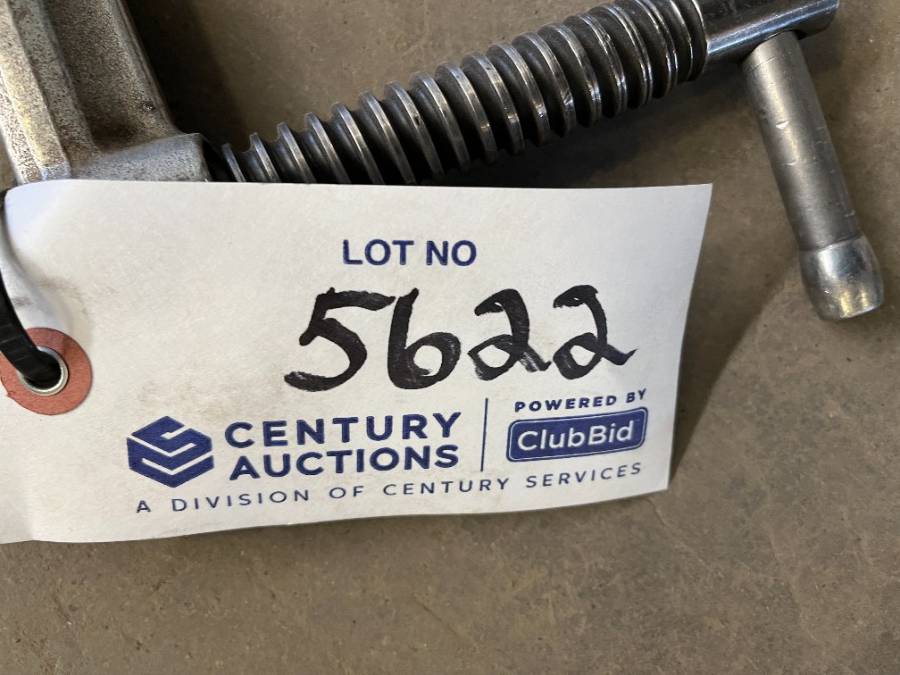 LOT NO
5622
CENTURY
AUCTIONS
POWERED BY
ClubBid
A DIVISION OF CENTURY SERVICES